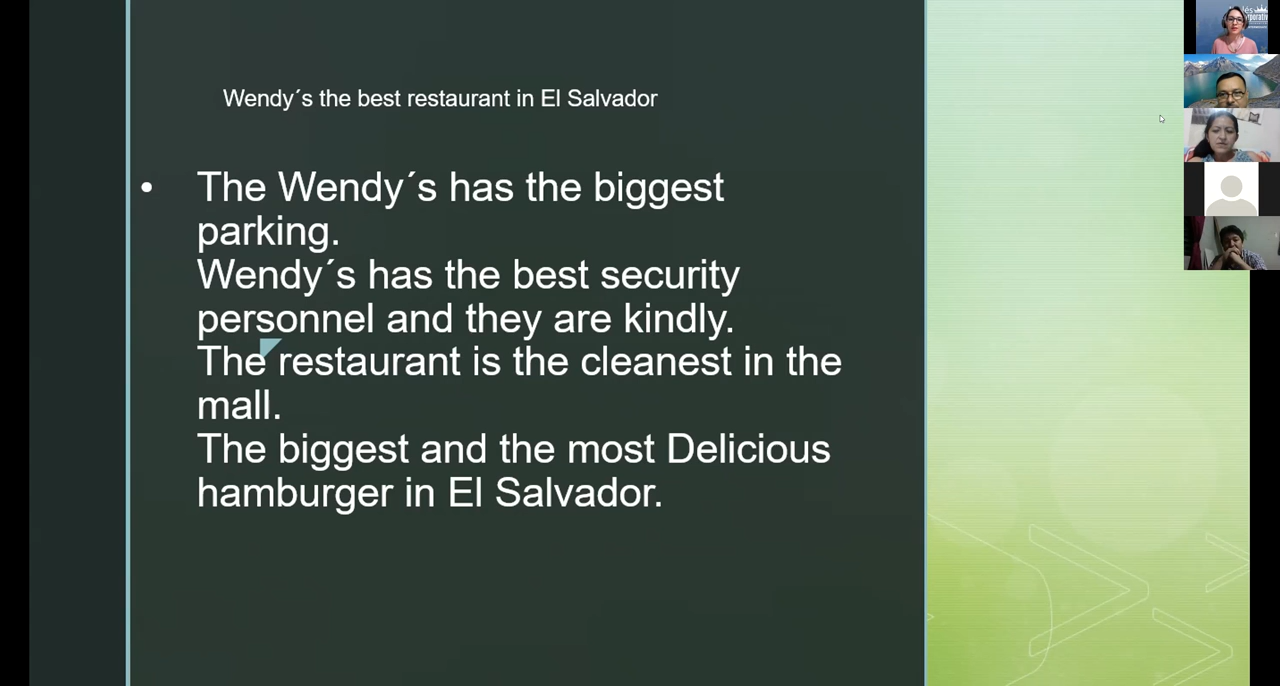 Wendy´s the best restaurant in El Salvador
• The Wendy´s has the biggest
parking.
Wendy´s has the best security
personnel and they are kindly.
The restaurant is the cleanest in the
mall.
The biggest and the most Delicious
hamburger in El Salvador.